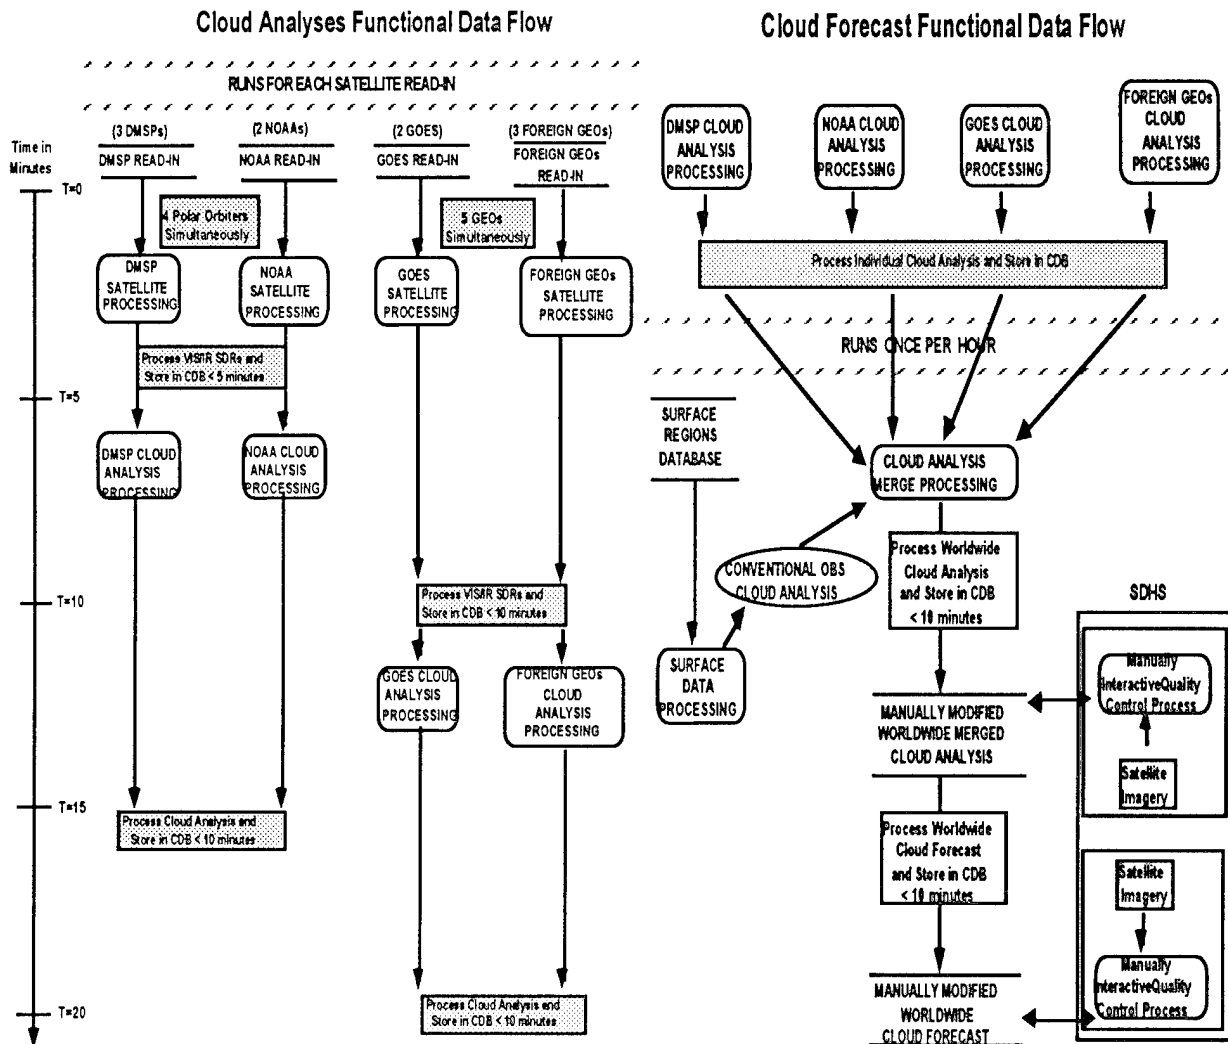 Cloud Analyses Functional Data Flow
RUNS FOR EACH SATELLITE READ-IN
(3 DMSPs)
DMSP READ-IN
(2 NOAAs)
NOAA READ-IN
(2 GOES)
GOES READ-IN
(3 FOREIGN GEOs)
FOREIGN GEOs
READ-IN
Time in
Minutes
T=0
4 Polar Orbiters
Simultaneously
5 GEOs
Simultaneously
DMSP
SATELLITE
PROCESSING
NOAA
SATELLITE
PROCESSING
GOES
SATELLITE
PROCESSING
FOREIGN GEOs
SATELLITE
PROCESSING
Process VIS/IR SDRs and
Store in CDB < 5 minutes
T=5
DMSP CLOUD
ANALYSIS
PROCESSING
NOAA CLOUD
ANALYSIS
PROCESSING
Process VIS/IR SDRs and
Store in CDB < 10 minutes
T=10
GOES CLOUD
ANALYSIS
PROCESSING
FOREIGN GEOs
CLOUD
ANALYSIS
PROCESSING
T=15
Process Cloud Analysis and
Store in CDB < 10 minutes
Process Cloud Analysis and
Store in CDB < 10 minutes
T=20
Cloud Forecast Functional Data Flow
DMSP CLOUD
ANALYSIS
PROCESSING
NOAA CLOUD
ANALYSIS
PROCESSING
GOES CLOUD
ANALYSIS
PROCESSING
FOREIGN GEOs
CLOUD
ANALYSIS
PROCESSING
Process Individual Cloud Analysis and Store in CDB
RUNS ONCE PER HOUR
SURFACE
REGIONS
DATABASE
CLOUD ANALYSIS
MERGE PROCESSING
CONVENTIONAL OBS
CLOUD ANALYSIS
Process Worldwide
Cloud Analysis
and Store in CDB
< 10 minutes
SURFACE
DATA
PROCESSING
SDHS
Manually
InteractiveQuality
Control Process
Satellite
Imagery
MANUALLY MODIFIED
WORLDWIDE MERGED
CLOUD ANALYSIS
Process Worldwide
Cloud Forecast
and Store in CDB
< 10 minutes
Satellite
Imagery
Manually
InteractiveQuality
Control Process
MANUALLY MODIFIED
WORLDWIDE
CLOUD FORECAST